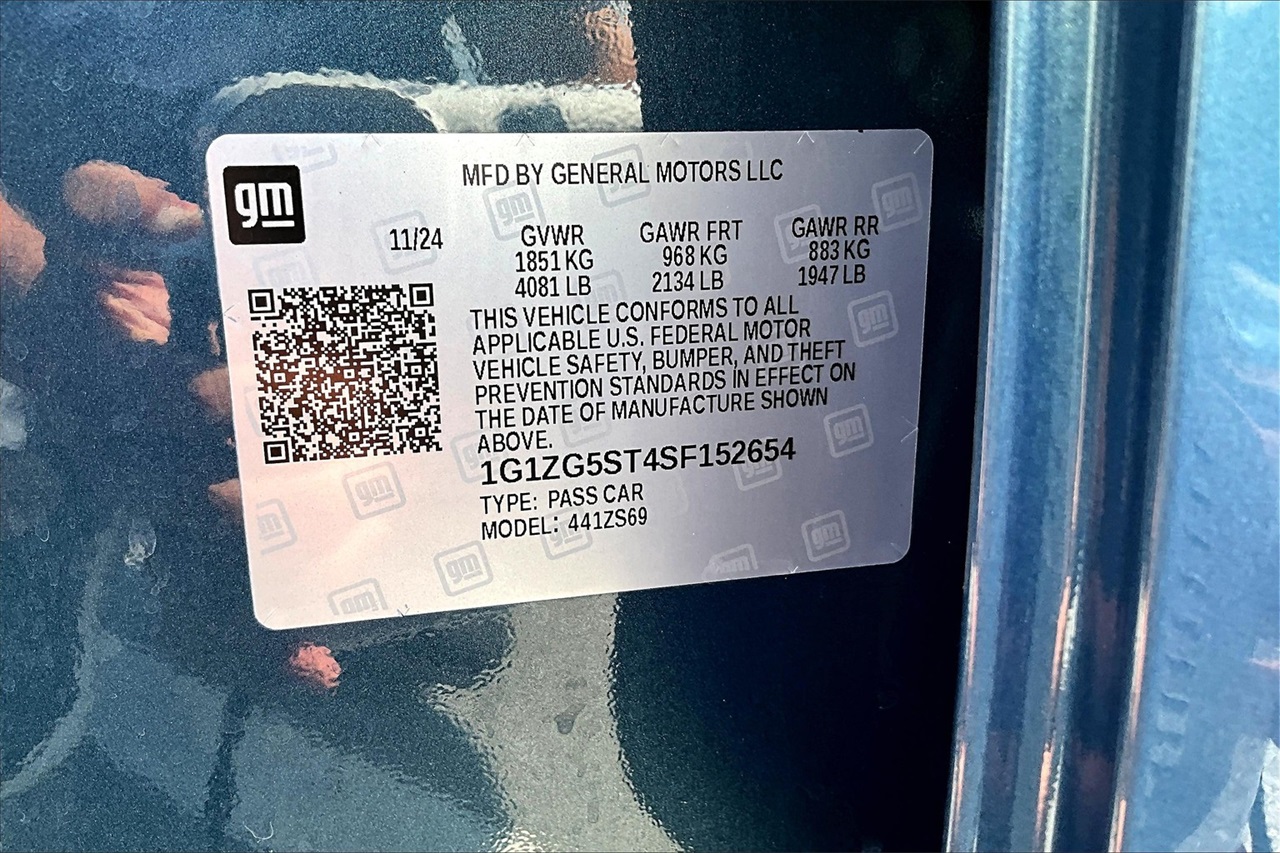 gm
MFD BY GENERAL MOTORS LLC
11/24 GVWR GAWR FRT GAWR RR
1851 KG 968 KG 883 KG
4081 LB 2134 LB 1947 LB
THIS VEHICLE CONFORMS TO ALL
APPLICABLE U.S. FEDERAL MOTOR
VEHICLE SAFETY, BUMPER, AND THEFT
PREVENTION STANDARDS IN EFFECT ON
THE DATE OF MANUFACTURE SHOWN
ABOVE.
1G1ZG5ST4SF152654
TYPE: PASS CAR
MODEL: 441ZS69